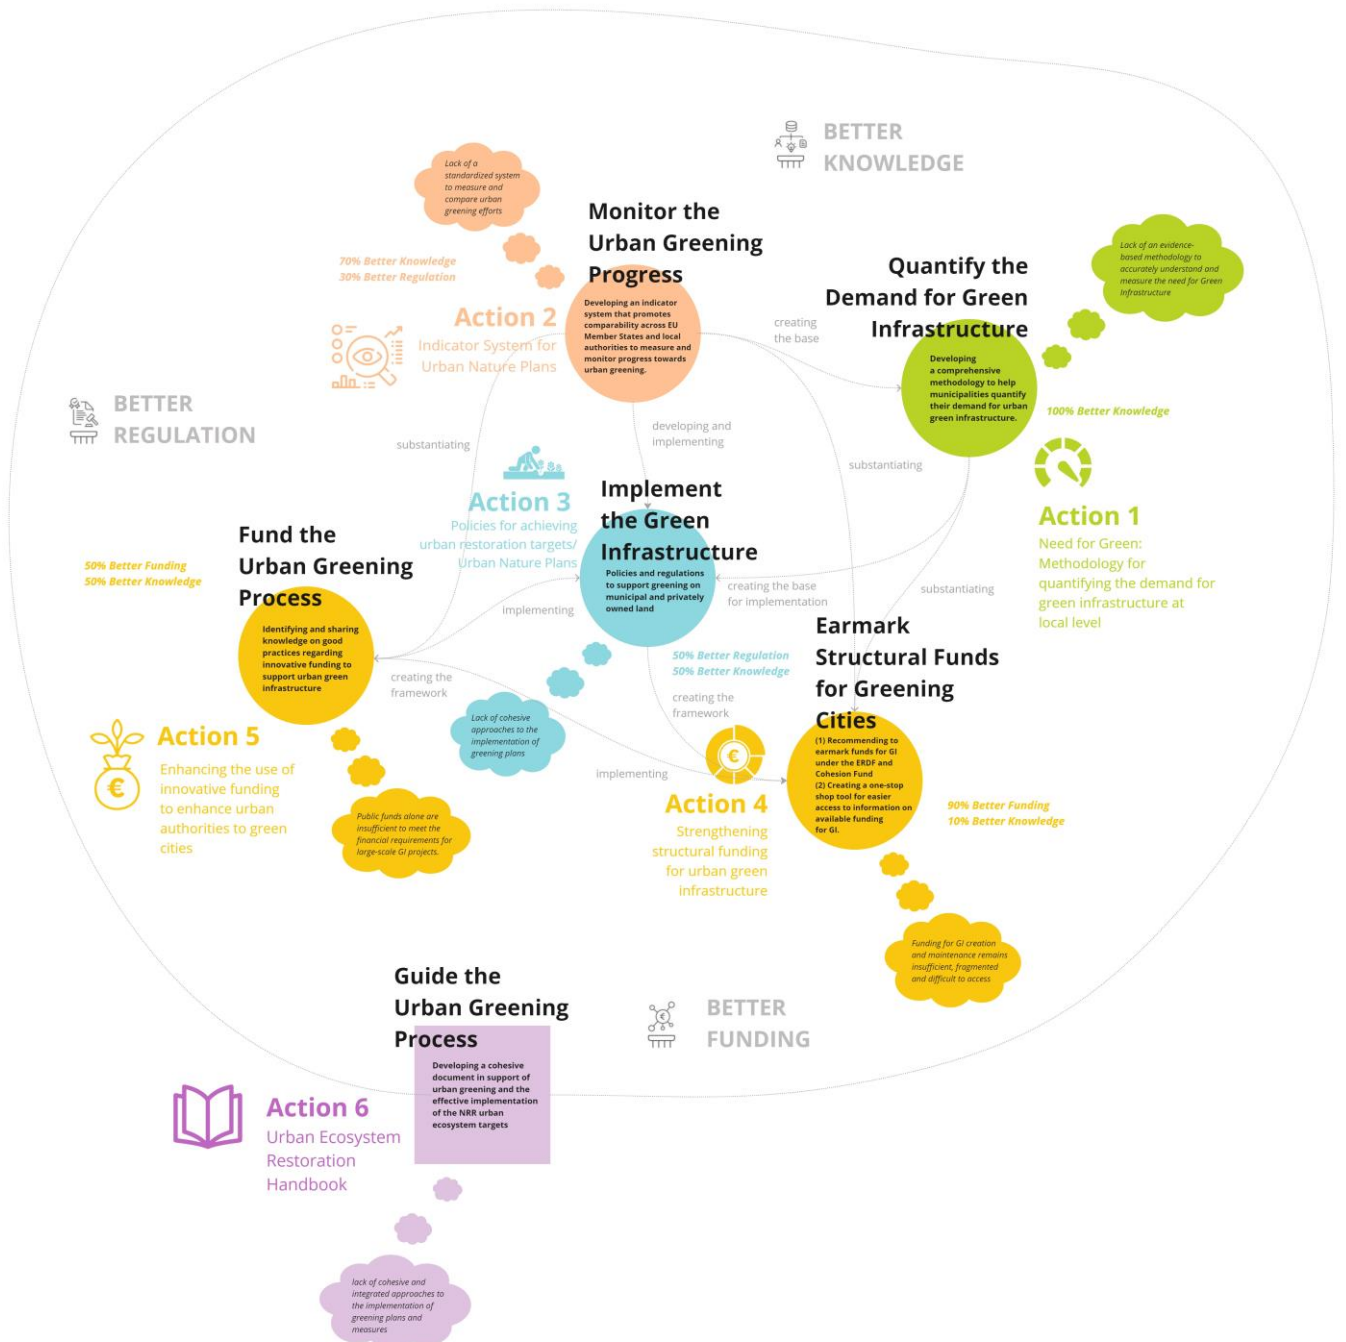 BETTER
KNOWLEDGE
Lack of a
standardized system
to measure and
compare urban
greening efforts
Monitor the
Urban Greening
Progress
70% Better Knowledge
30% Better Regulation
Action 2
Indicator System for
Urban Nature Plans
Developing an indicator
system that promotes
comparability across EU
Member States and local
authorities to measure and
monitor progress towards
urban greening.
creating
the base
Quantify the
Demand for Green
Infrastructure
Lack of an evidence-
based methodology to
accurately understand and
measure the need for Green
Infrastructure
Developing
a comprehensive
methodology to help
municipalities quantify
their demand for urban
green infrastructure.
100% Better Knowledge
Action 1
Need for Green:
Methodology for
quantifying the demand for
green infrastructure at
local level
BETTER
REGULATION
substantiating
developing and
implementing
substantiating
Action 3
Policies for achieving
urban restoration targets/
Urban Nature Plans
Implement
the Green
Infrastructure
Policies and regulations
to support greening on
municipal and privately
owned land
creating the base
for implementation
substantiating
Fund the
Urban Greening
Process
50% Better Funding
50% Better Knowledge
Identifying and sharing
knowledge on good
practices regarding
innovative funding to
support urban green
infrastructure
implementing
creating the
framework
50% Better Regulation
50% Better Knowledge
creating the
framework
Lack of cohesive
approaches to the
implementation of
greening plans
Earmark
Structural Funds
for Greening
Cities
(1) Recommending to
earmark funds for GI
under the ERDF and
Cohesion Fund
(2) Creating a one-stop
shop tool for easier
access to information on
available funding
for GI.
Action 5
Enhancing the use of
innovative funding
to enhance urban
authorities to green
cities
Public funds alone are
insufficient to meet the
financial requirements for
large-scale GI projects.
implementing
Action 4
Strengthening
structural funding
for urban green
infrastructure
90% Better Funding
10% Better Knowledge
Funding for GI creation
and maintenance remains
insufficient, fragmented
and difficult to access
Guide the
Urban Greening
Process
BETTER
FUNDING
Developing a cohesive
document in support of
urban greening and the
effective implementation
of the NRR urban
ecosystem targets
Action 6
Urban Ecosystem
Restoration
Handbook
lack of cohesive and
integrated approaches to
the implementation of
greening plans and
measures